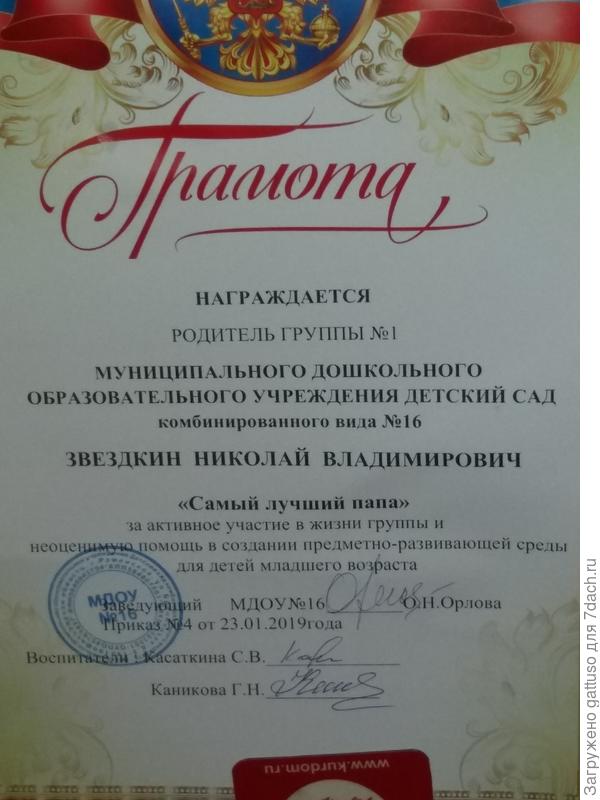 Грамота
НАГРАЖДАЕТСЯ
РОДИТЕЛЬ ГРУППЫ №1
МУНИЦИПАЛЬНОГО ДОШКОЛЬНОГО
ОБРАЗОВАТЕЛЬНОГО УЧРЕЖДЕНИЯ ДЕТСКИЙ САД
комбинированного вида №16
ЗВЕЗДКИН НИКОЛАЙ ВЛАДИМИРОВИЧ
«Самый лучший папа»
за активное участие в жизни группы и
неоценимую помощь в создании предметно-развивающей среды
для детей младшего возраста
МДОУ
№16
Заведующий МДОУ№16 О.Н.Орлова
Приказ №4 от 23.01.2019года
Воспитатели : Касаткина С.В.
Каникова Г.Н.
www.kurdom.ru
Загружено gattuso для 7dach.ru